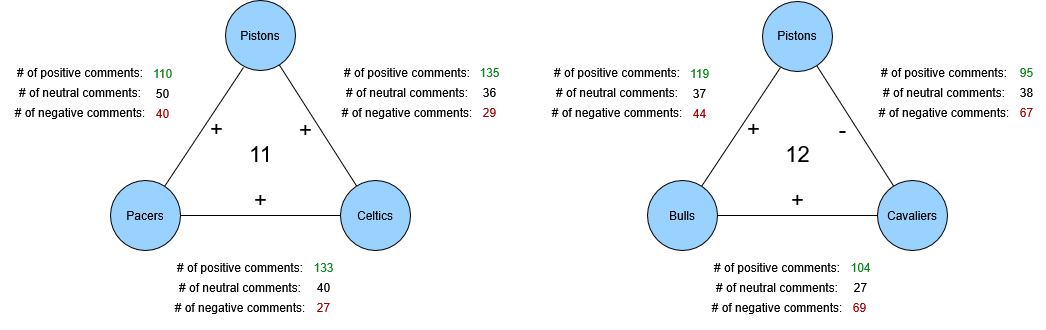 Pistons
# of positive comments: 110
# of neutral comments: 50
# of negative comments: 40
# of positive comments: 135
# of neutral comments: 36
# of negative comments: 29
+ +
11
+
Pacers
Celtics
# of positive comments: 133
# of neutral comments: 40
# of negative comments: 27
Pistons
# of positive comments: 119
# of neutral comments: 37
# of negative comments: 44
# of positive comments: 95
# of neutral comments: 38
# of negative comments: 67
+ -
12
+
Bulls
Cavaliers
# of positive comments: 104
# of neutral comments: 27
# of negative comments: 69